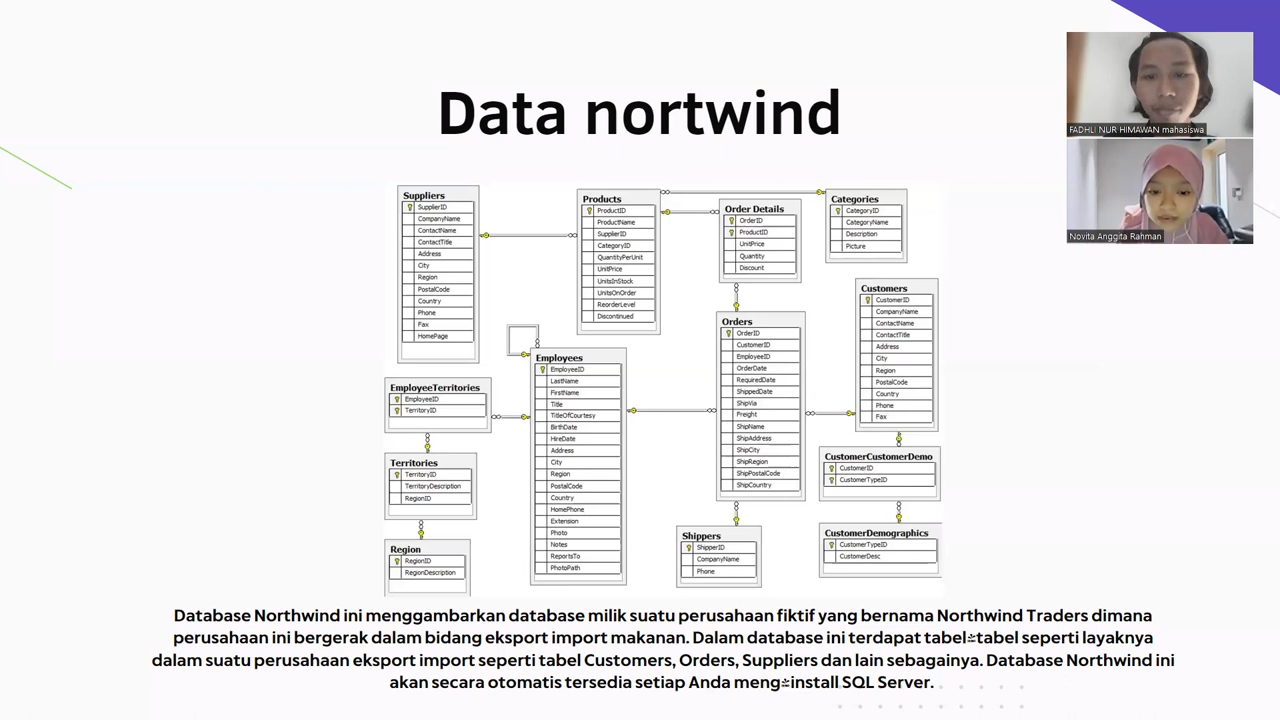 Data nortwind
FADHLI NUR HIMAWAN mahasiswa
Novita Anggita Rahman
Suppliers
SupplierID
CompanyName
ContactName
ContactTitle
Address
City
Region
PostalCode
Country
Phone
Fax
HomePage
Products
ProductID
ProductName
SupplierID
CategoryID
QuantityPerUnit
UnitPrice
UnitsInStock
UnitsOnOrder
ReorderLevel
Discontinued
Order Details
OrderID
ProductID
UnitPrice
Quantity
Discount
Categories
CategoryID
CategoryName
Description
Picture
Customers
CustomerID
CompanyName
ContactName
ContactTitle
Address
City
Region
PostalCode
Country
Phone
Fax
Orders
OrderID
CustomerID
EmployeeID
OrderDate
RequiredDate
ShippedDate
ShipVia
Freight
ShipName
ShipAddress
ShipCity
ShipRegion
ShipPostalCode
ShipCountry
Employees
EmployeeID
LastName
FirstName
Title
TitleOfCourtesy
BirthDate
HireDate
Address
City
Region
PostalCode
Country
HomePhone
Extension
Photo
Notes
ReportsTo
PhotoPath
EmployeeTerritories
EmployeeID
TerritoryID
Territories
TerritoryID
TerritoryDescription
RegionID
Region
RegionID
RegionDescription
Shippers
ShipperID
CompanyName
Phone
CustomerCustomerDemo
CustomerID
CustomerTypeID
CustomerDemographics
CustomerTypeID
CustomerDesc
Database Northwind ini menggambarkan database milik suatu perusahaan fiktif yang bernama Northwind Traders dimana
perusahaan ini bergerak dalam bidang eksport import makanan. Dalam database ini terdapat tabel-tabel seperti layaknya
dalam suatu perusahaan eksport import seperti tabel Customers, Orders, Suppliers dan lain sebagainya. Database Northwind ini
akan secara otomatis tersedia setiap Anda meng-install SQL Server.